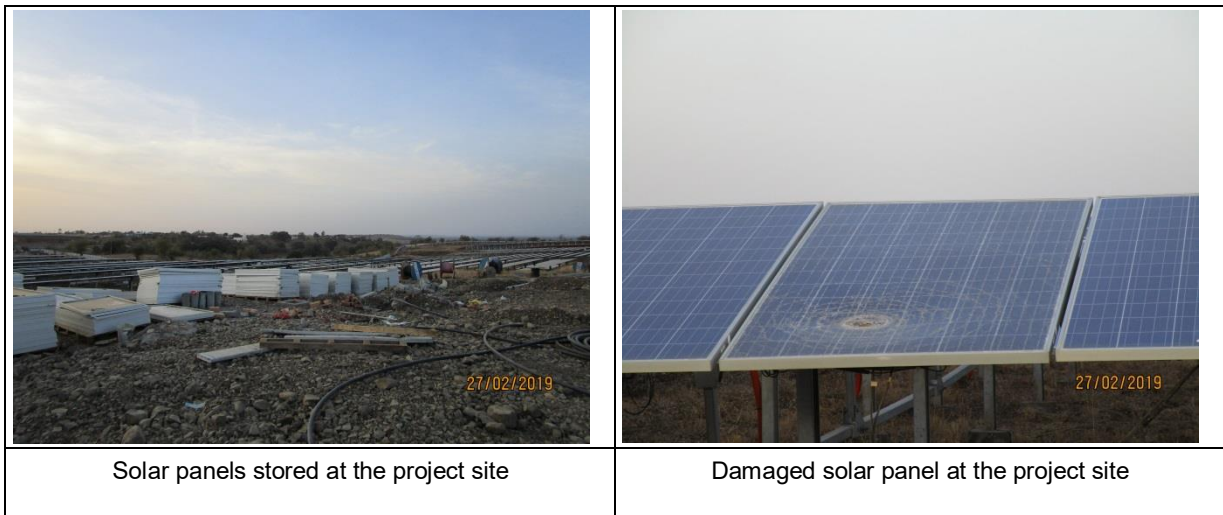 27/02/2019
27/02/2019
Solar panels stored at the project site
Damaged solar panel at the project site